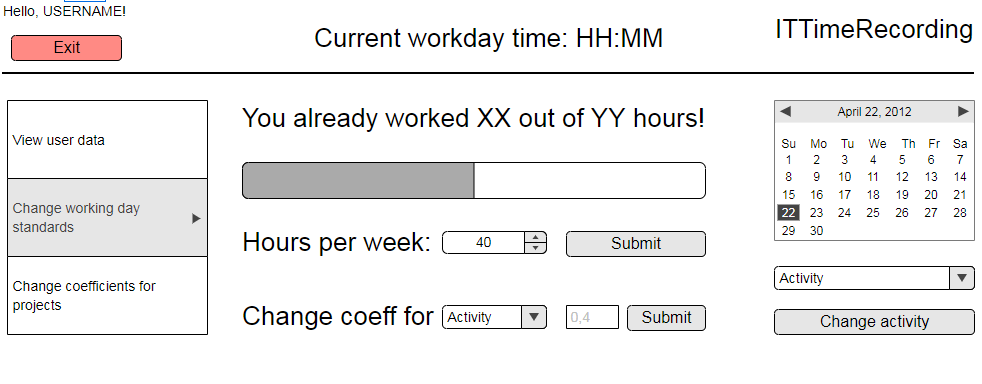 Hello, USERNAME!
Exit
Current workday time: HH:MM
ITTimeRecording
View user data
Change working day
standards
Change coefficients for
projects
You already worked XX out of YY hours!
Hours per week: 40 Submit
Change coeff for Activity 0,4 Submit
April 22, 2012
Su Mo Tu We Th Fr Sa
1 2 3 4 5 6 7
8 9 10 11 12 13 14
15 16 17 18 19 20 21
22 23 24 25 26 27 28
29 30
Activity
Change activity